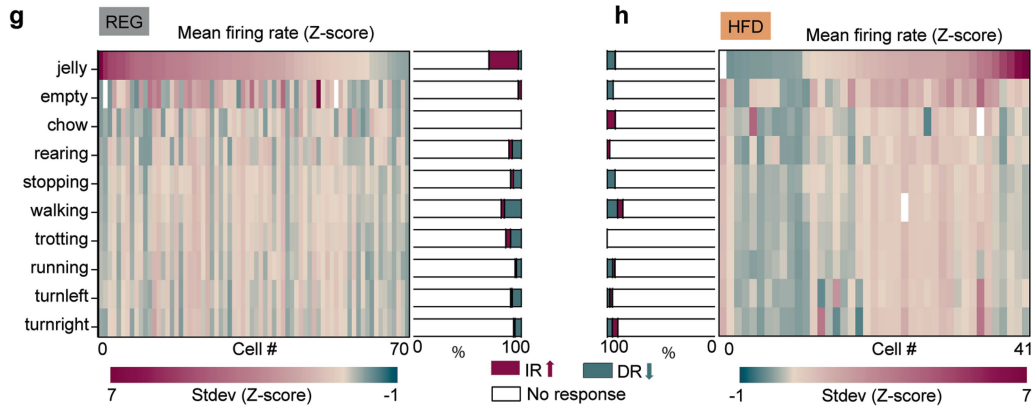 g REG
Mean firing rate (Z-score)
jelly
empty
chow
rearing
stopping
walking
trotting
running
turnleft
turnright
0 Cell # 70
0 % 100
7 -1
Stdev (Z-score)
h HFD
Mean firing rate (Z-score)
100 % 0
0 Cell # 41
-1 7
Stdev (Z-score)
IR⬆ DR⬇
No response